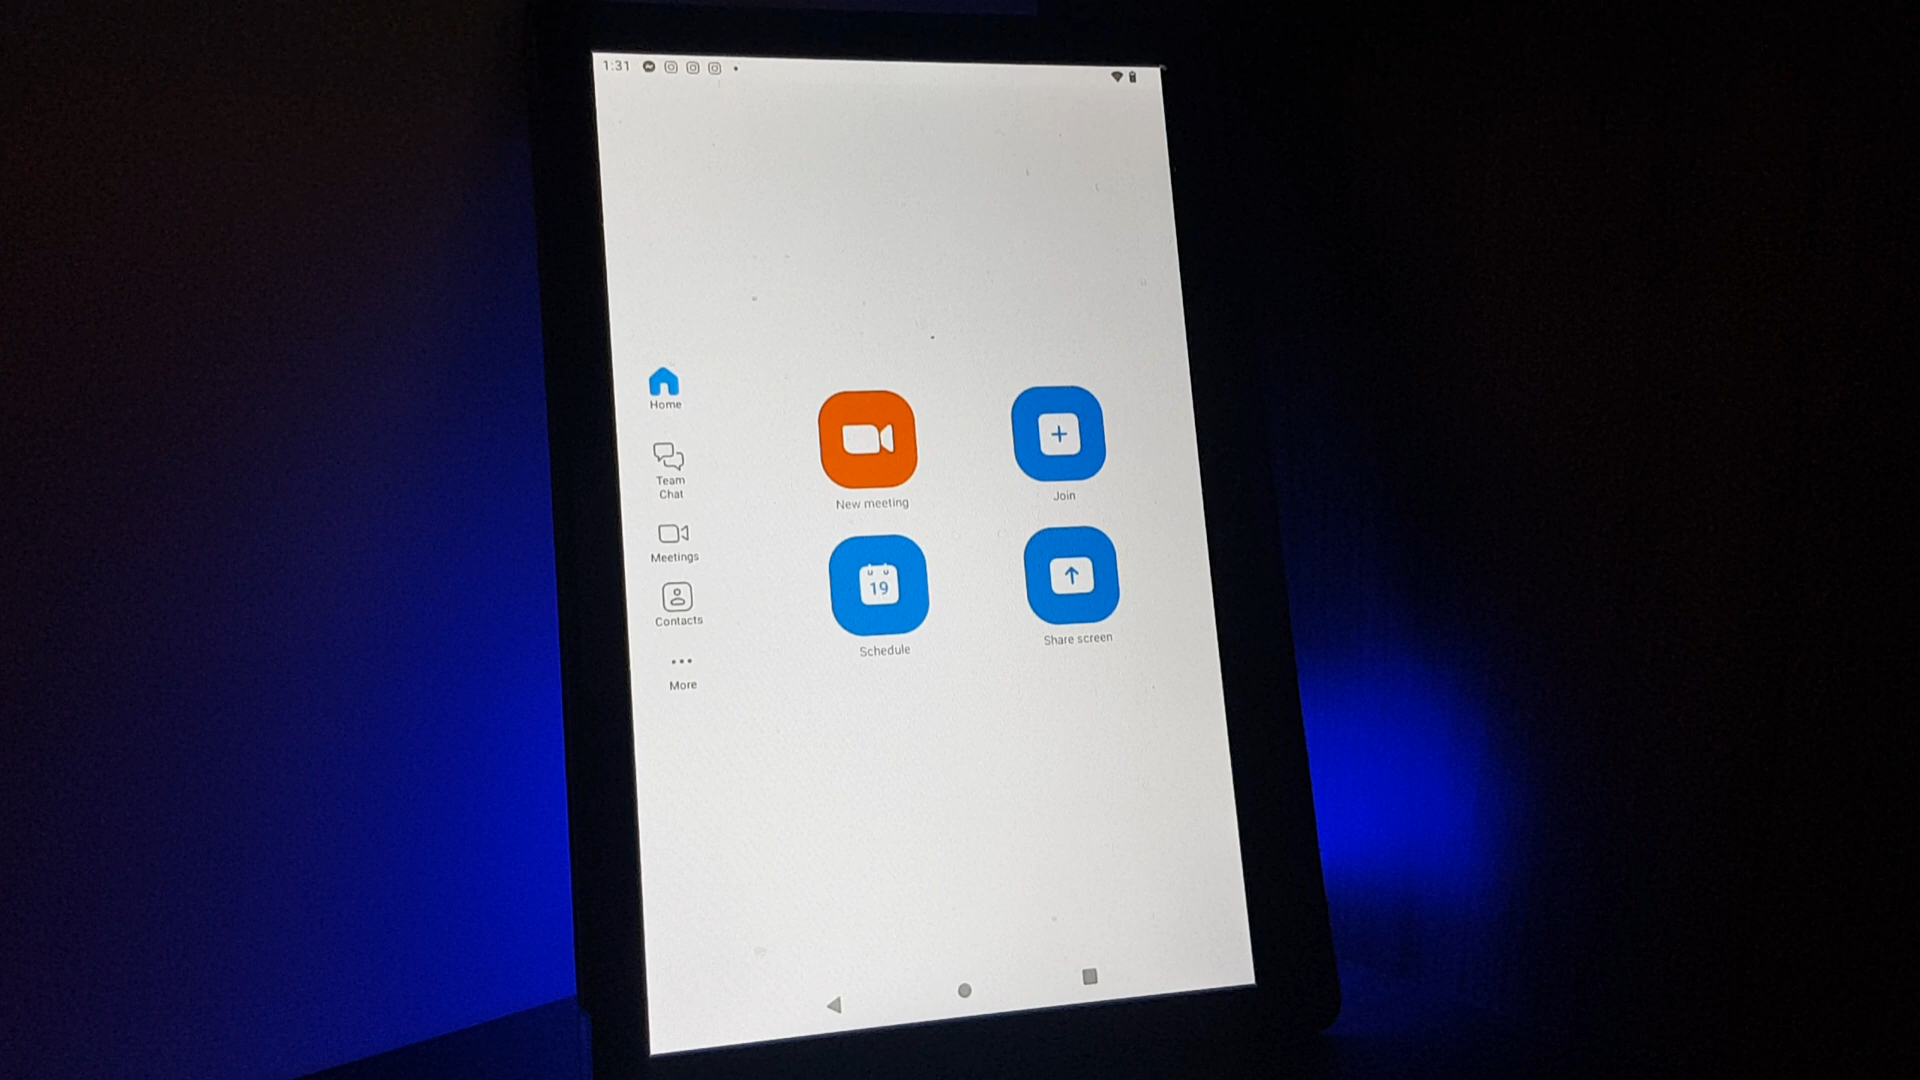 1:31
Home
Team
Chat
Meetings
Contacts
More
New meeting
Join
19
Schedule
Share screen